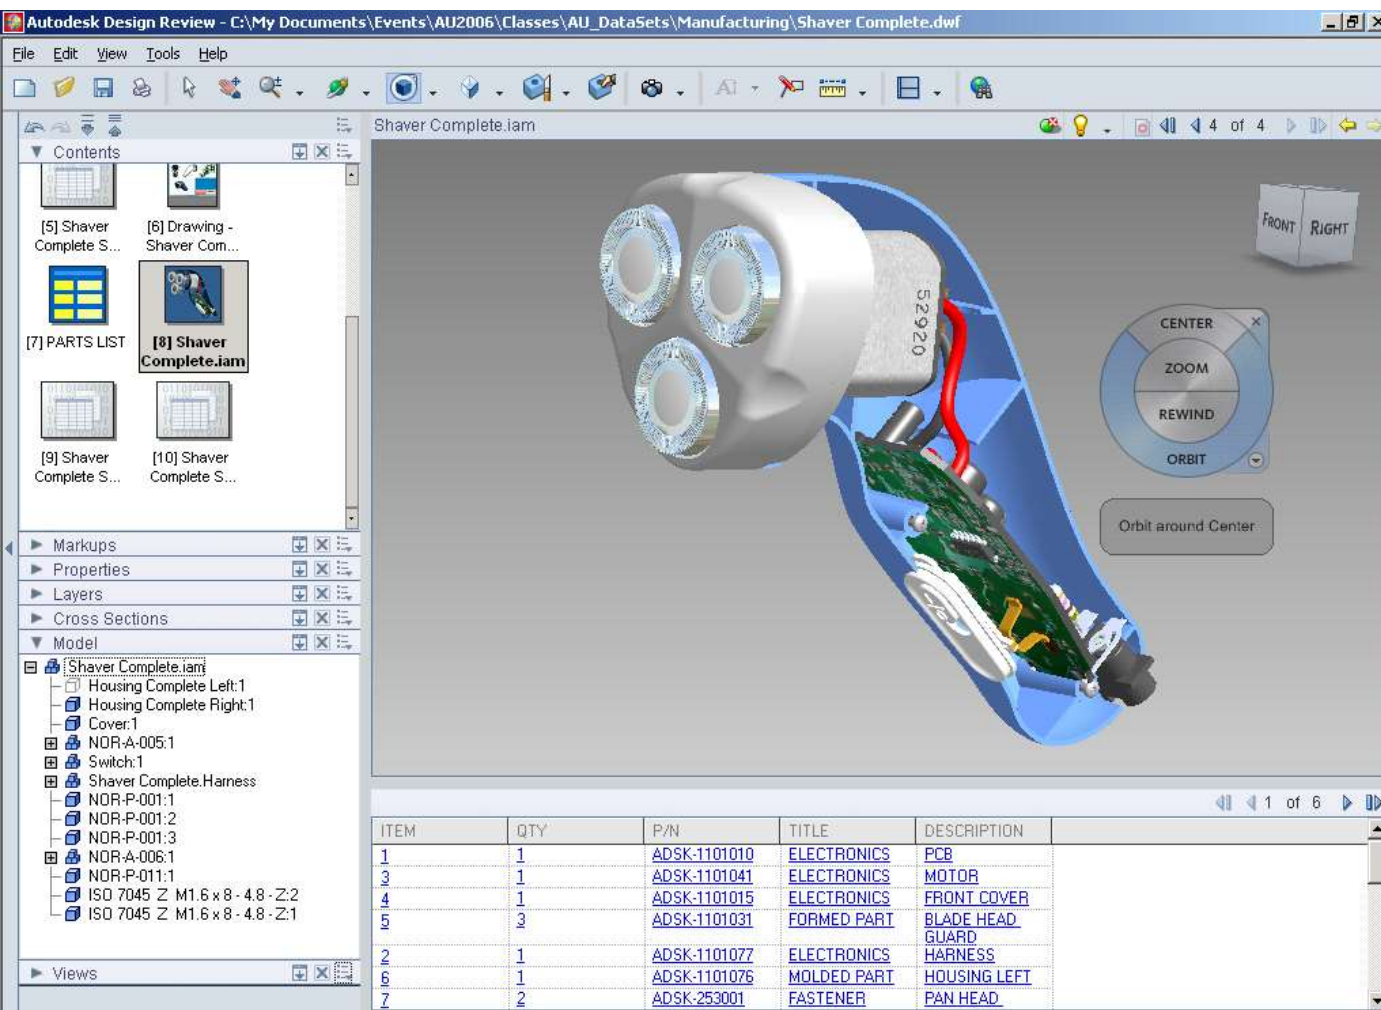 Autodesk Design Review - C:\My Documents\Events\AU2006\Classes\AU_DataSets\Manufacturing\Shaver Complete.dwf
File Edit View Tools Help
Shaver Complete.iam
4 of 4
Contents
[5] Shaver
Complete S...
[6] Drawing -
Shaver Com...
[7] PARTS LIST
[8] Shaver
Complete.iam
[9] Shaver
Complete S...
[10] Shaver
Complete S...
Markups
Properties
Layers
Cross Sections
Model
Shaver Complete.iam
Housing Complete Left:1
Housing Complete Right:1
Cover:1
NOR-A-005:1
Switch:1
Shaver Complete.Harness
NOR-P-001:1
NOR-P-001:2
NOR-P-001:3
NOR-A-006:1
NOR-P-011:1
ISO 7045 Z M1.6 x 8 - 4.8 - Z:2
ISO 7045 Z M1.6 x 8 - 4.8 - Z:1
Views
52920
FRONT RIGHT
CENTER
ZOOM
REWIND
ORBIT
Orbit around Center
1 of 6
ITEM QTY P/N TITLE DESCRIPTION
1 1 ADSK-1101010 ELECTRONICS PCB
3 1 ADSK-1101041 ELECTRONICS MOTOR
4 1 ADSK-1101015 ELECTRONICS FRONT COVER
5 3 ADSK-1101031 FORMED PART BLADE HEAD
GUARD
2 1 ADSK-1101077 ELECTRONICS HARNESS
6 1 ADSK-1101076 MOLDED PART HOUSING LEFT
7 2 ADSK-253001 FASTENER PAN HEAD